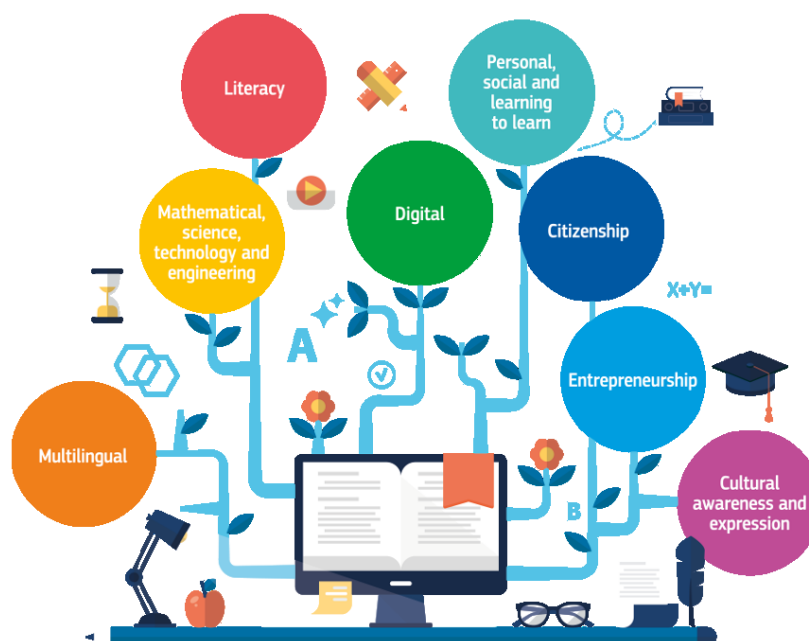 Literacy
Personal,
social and
learning
to learn
Mathematical,
science,
technology and
engineering
Digital
Citizenship
X+Y=
A
Entrepreneurship
Multilingual
Cultural
awareness and
expression
B